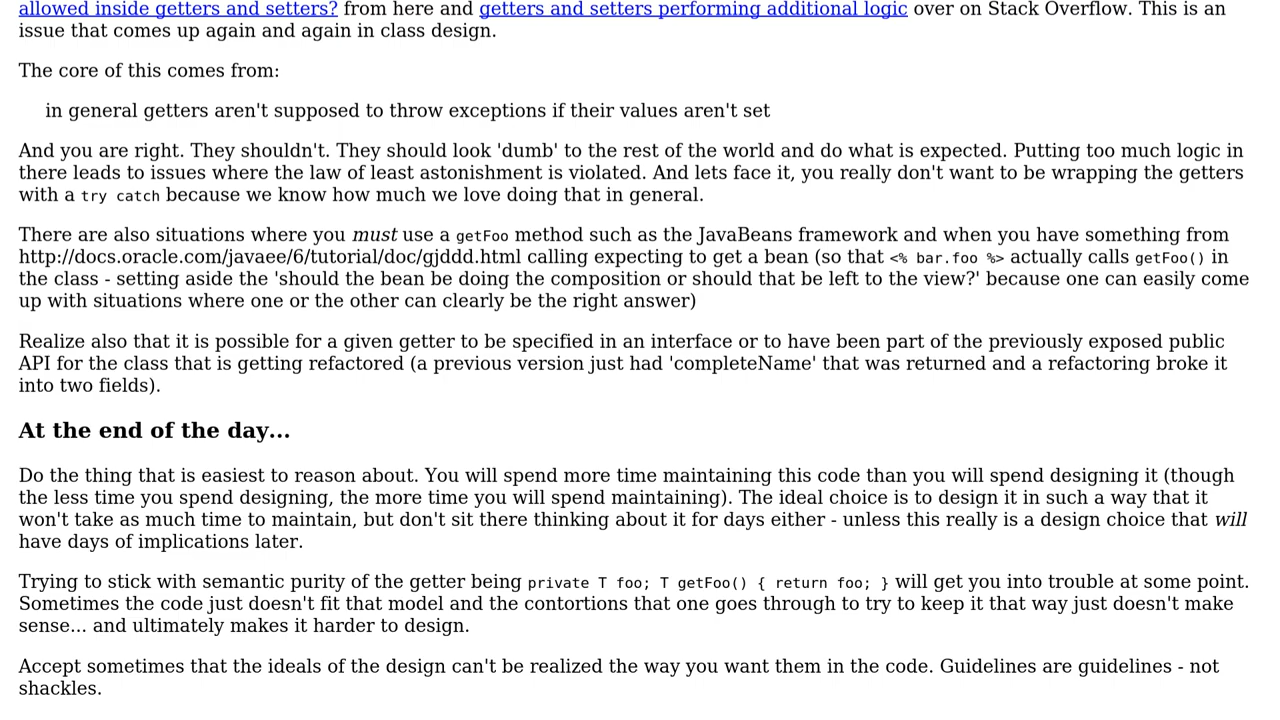 allowed inside getters and setters? from here and getters and setters performing additional logic over on Stack Overflow. This is an
issue that comes up again and again in class design.
The core of this comes from:
in general getters aren't supposed to throw exceptions if their values aren't set
And you are right. They shouldn't. They should look 'dumb' to the rest of the world and do what is expected. Putting too much logic in
there leads to issues where the law of least astonishment is violated. And lets face it, you really don't want to be wrapping the getters
with a try catch because we know how much we love doing that in general.
There are also situations where you must use a getFoo method such as the JavaBeans framework and when you have something from
http://docs.oracle.com/javaee/6/tutorial/doc/gjddd.html calling expecting to get a bean (so that <% bar.foo %> actually calls getFoo() in
the class - setting aside the 'should the bean be doing the composition or should that be left to the view?' because one can easily come
up with situations where one or the other can clearly be the right answer)
Realize also that it is possible for a given getter to be specified in an interface or to have been part of the previously exposed public
API for the class that is getting refactored (a previous version just had 'completeName' that was returned and a refactoring broke it
into two fields).
At the end of the day...
Do the thing that is easiest to reason about. You will spend more time maintaining this code than you will spend designing it (though
the less time you spend designing, the more time you will spend maintaining). The ideal choice is to design it in such a way that it
won't take as much time to maintain, but don't sit there thinking about it for days either - unless this really is a design choice that will
have days of implications later.
Trying to stick with semantic purity of the getter being private T foo; T getFoo() { return foo; } will get you into trouble at some point.
Sometimes the code just doesn't fit that model and the contortions that one goes through to try to keep it that way just doesn't make
sense... and ultimately makes it harder to design.
Accept sometimes that the ideals of the design can't be realized the way you want them in the code. Guidelines are guidelines - not
shackles.